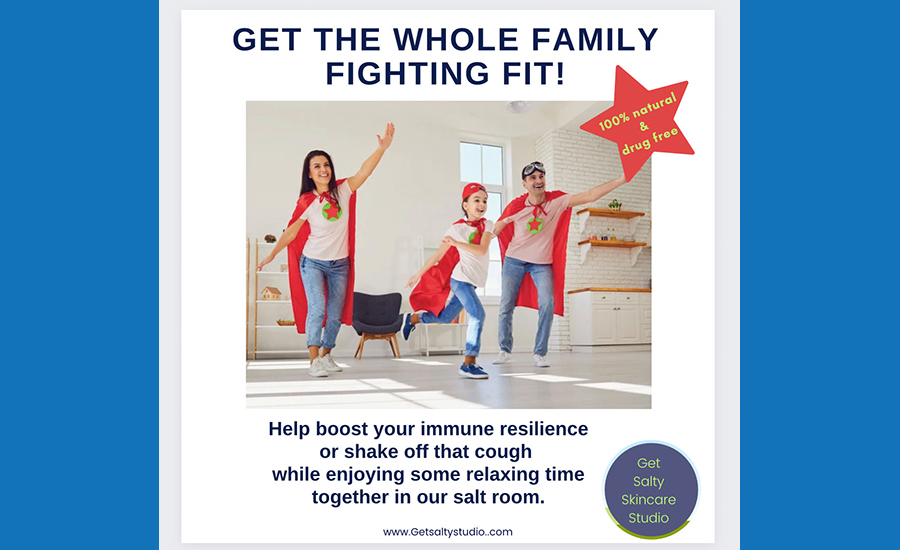 GET THE WHOLE FAMILY
FIGHTING FIT!
100% natural
&
drug free
Help boost your immune resilience
or shake off that cough
while enjoying some relaxing time
together in our salt room.
Get
Salty
Skincare
Studio
www.Getsaltystudio..com